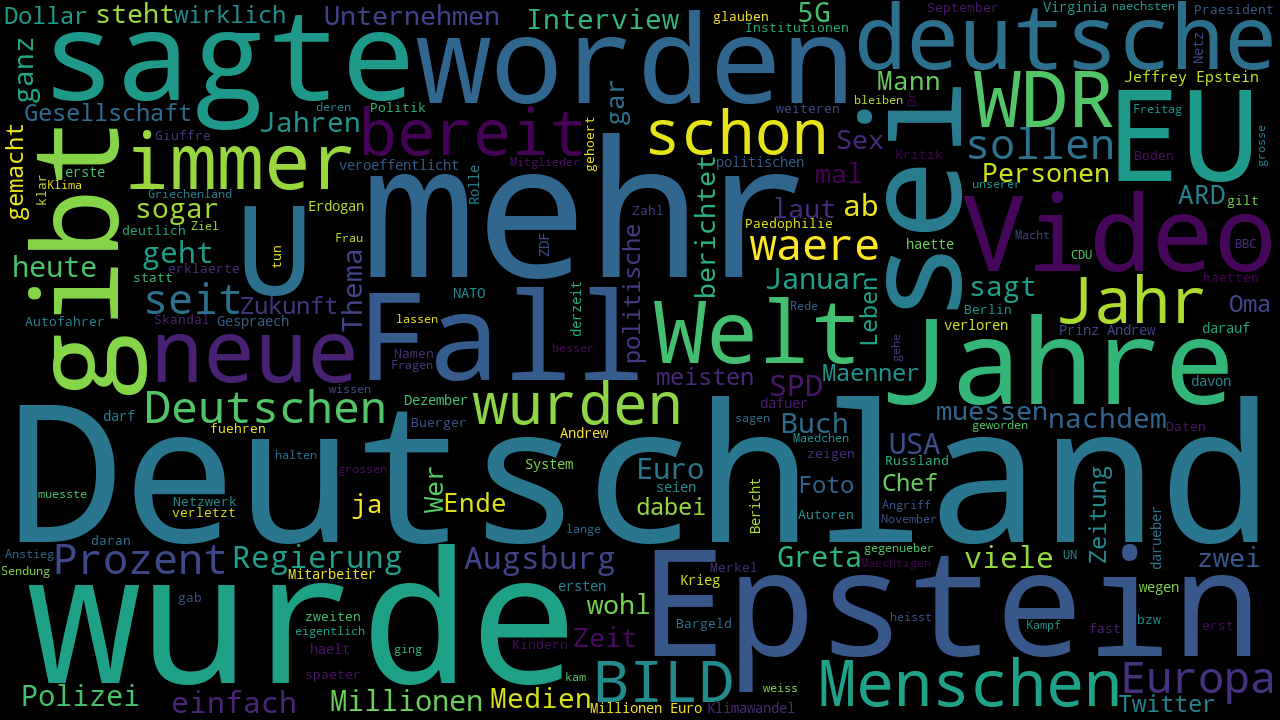 Dollar steht wirklich Unternehmen Interview glauben 5G September Virginia naechsten Praesident
ganz sagte worden Institutionen deutsche Netz
Gesellschaft deren Politik gar Mann WDR Jeffrey Epstein
Jahren bereit weiteren bleiben Dr EU Freitag
gemacht gibt Giuffre immer veroeffentlicht Mitglieder gehoert schon Sex sei sollen grosse
klar erste Klima mehr politischen Kritik Personen Boden
Griechenland Rolle berichtet mal unserer ARD gilt
sogar U Erdogan Zahl laut ab Video
deutlich Ziel Paedophilie
geht tun Frau ZDF politische waere haette Macht CDU BBC
heute erklaerte statt Januar sagt haetten
seit Zukunft Thema NATO derzeit Leben Jahr Oma
Autofahrer Skandal Gespraech lassen Fall Welt Rede Berlin
neue Namen Fragen besser verloren Prinz Andrew darauf
gehe Jahre
wissen meisten SPD Maenner davon
Deutschen Dezember wurden dafuer
darf fuehren Buerger Andrew sagen Buch muessen nachdem
Maedchen geworden Daten
Deutschland halten zeigen USA
grossen System Euro Russland
muesste seien Foto Chef
Netzwerk verletzt ja Wer Ende dabei Bericht Autoren Angriff November Zeitung
daran lange darueber
Anstieg Prozent Regierung Augsburg Greta gegenueber viele UN zwei
Sendung Mitarbeiter Merkel Maechtigen
wurde ersten Krieg Epstein wegen
gab zweiten wohl heisst
eigentlich Kindern Zeit Bargeld Kampf bzw fast erst
haelt ging
spaeter kam BILD weiss Menschen Europa
Polizei einfach Millionen Medien Millionen Euro Klimawandel Twitter